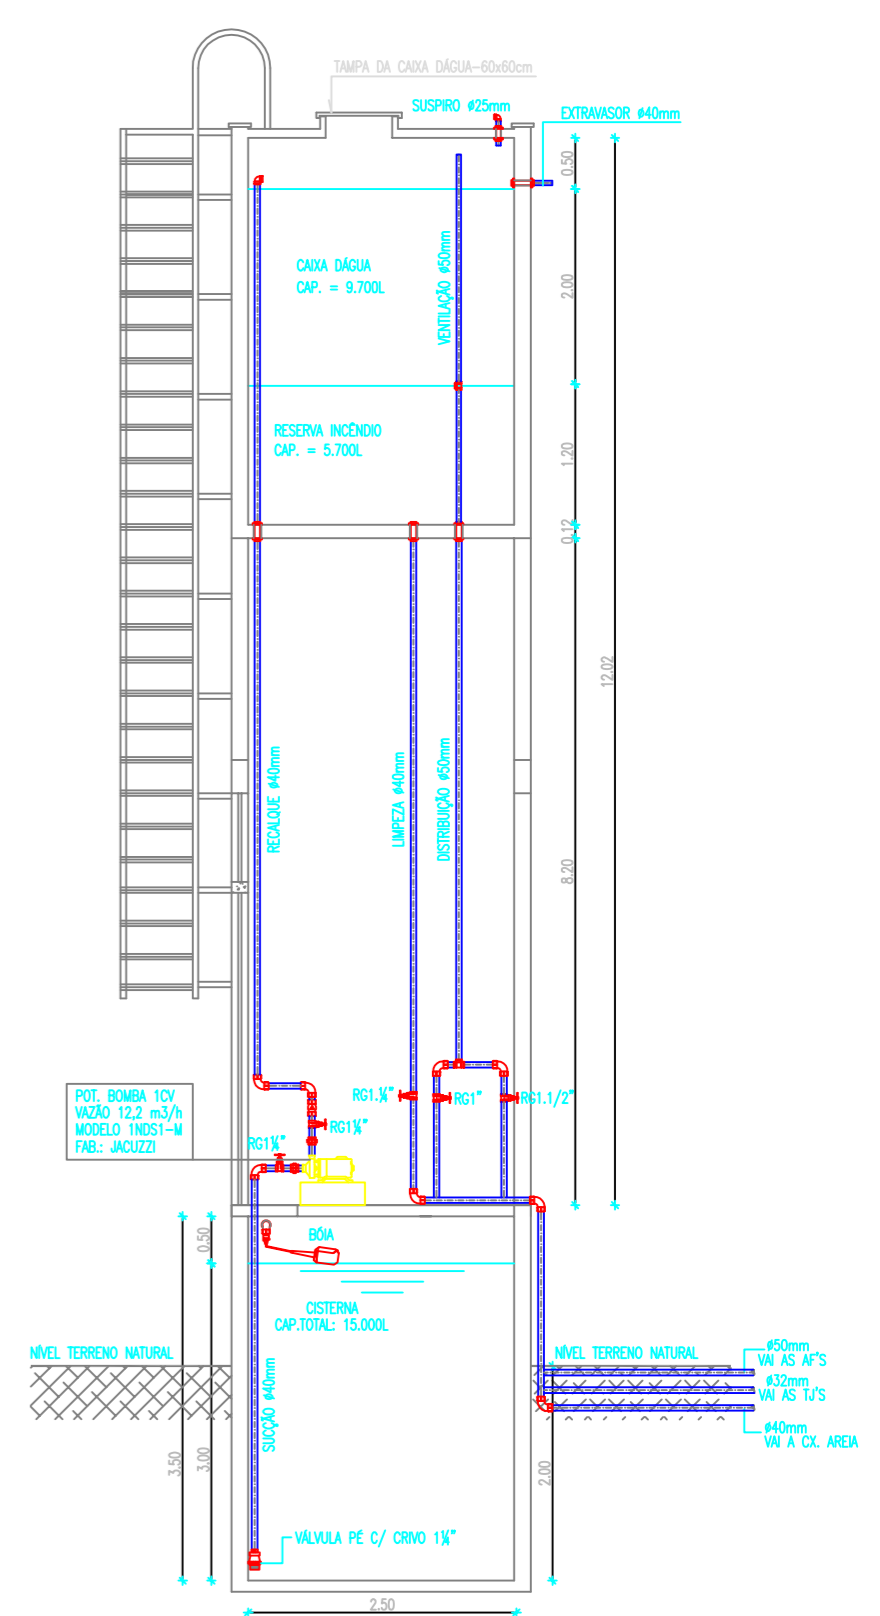 TAMPA DA CAIXA DÁGUA-60x60cm
SUSPIRO ø25mm
EXTRAVASOR ø40mm
0.50
CAIXA DÁGUA
CAP. = 9.700L
VENTILAÇÃO ø50mm
2.00
RESERVA INCÊNDIO
CAP. = 5.700L
1.20
0.12
12.02
RECALQUE ø40mm
LIMPEZA ø40mm
DISTRIBUIÇÃO ø50mm
8.20
POT. BOMBA 1CV
VAZÃO 12,2 m3/h
MODELO 1NDS1-M
FAB.: JACUZZI
RG1.¼"
RG1"
RG1.1/2"
RG1¼"
RG1¼"
0.50
BÓIA
CISTERNA
CAP.TOTAL: 15.000L
NÍVEL TERRENO NATURAL
NÍVEL TERRENO NATURAL
ø50mm
VAI AS AF'S
ø32mm
VAI AS TJ'S
ø40mm
VAI A CX. AREIA
SUCÇÃO ø40mm
3.50
3.00
2.00
VÁLVULA PÉ C/ CRIVO 1¼"
2.50